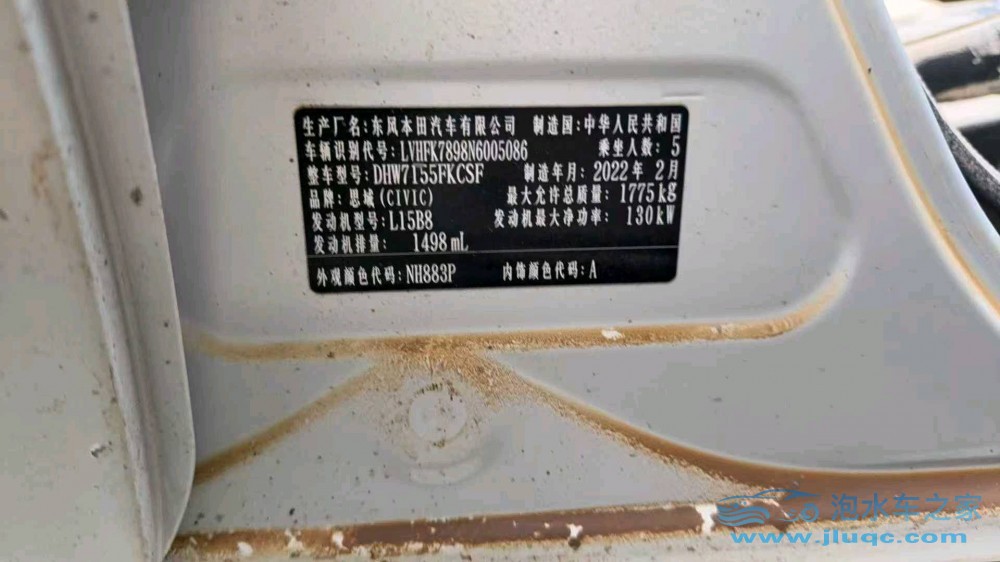 生产厂名:东风本田汽车有限公司 制造国:中华人民共和国
车辆识别代号:LVHFK7898N6005086 乘坐人数:5
整车型号:DHW7155FKCSF 制造年月:2022年2月
品牌:思域(CIVIC) 最大允许总质量:1775kg
发动机型号:L15B8 发动机最大净功率:130kW
发动机排量:1498mL
外观颜色代码:NH883P 内饰颜色代码:A
泡水车之家
www.jluqc.com